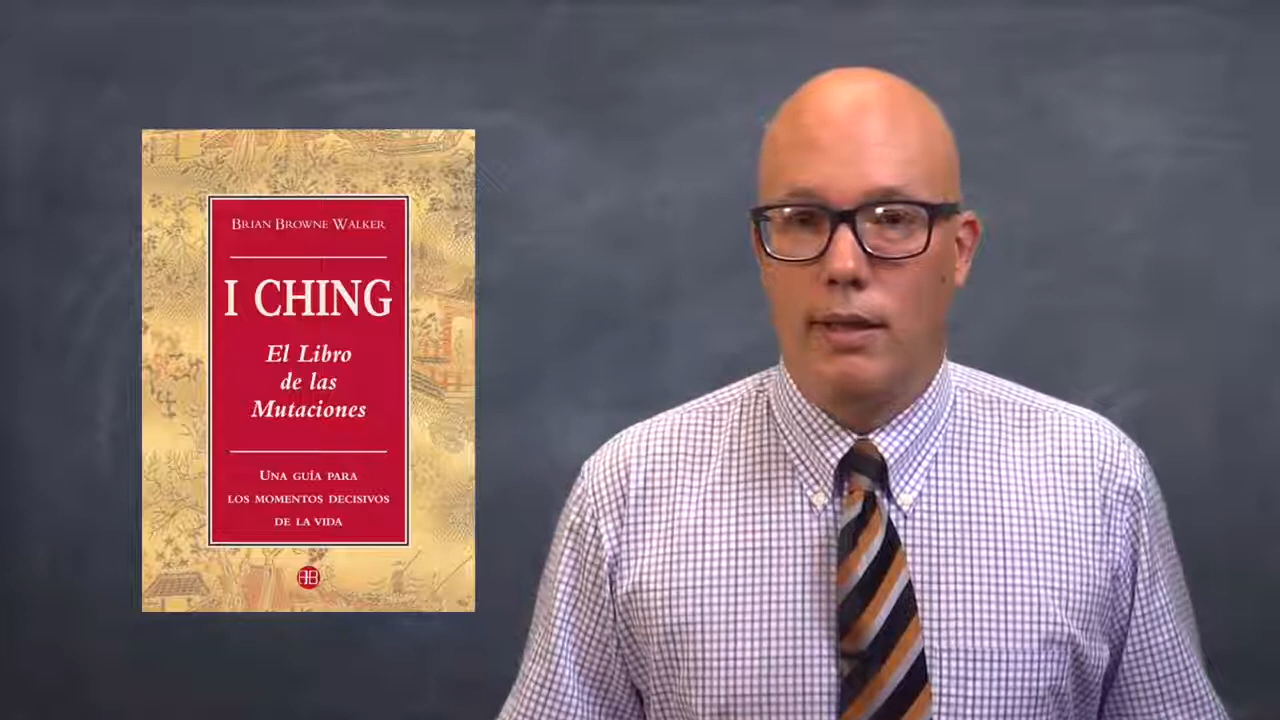 BRIAN BROWNE WALKER
I CHING
El Libro
de las
Mutaciones
UNA GUÍA PARA
LOS MOMENTOS DECISIVOS
DE LA VIDA